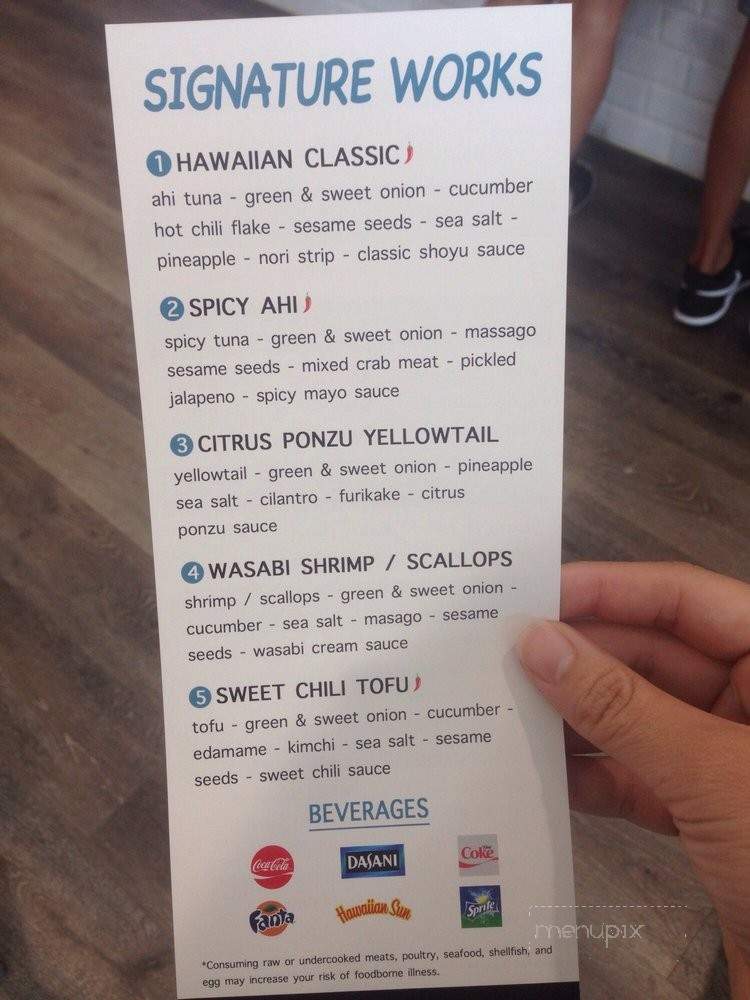 SIGNATURE WORKS
1 HAWAIIAN CLASSIC
ahi tuna - green & sweet onion - cucumber
hot chili flake - sesame seeds - sea salt -
pineapple - nori strip - classic shoyu sauce
2 SPICY AHI
spicy tuna - green & sweet onion - massago
sesame seeds - mixed crab meat - pickled
jalapeno - spicy mayo sauce
3 CITRUS PONZU YELLOWTAIL
yellowtail - green & sweet onion - pineapple
sea salt - cilantro - furikake - citrus
ponzu sauce
4 WASABI SHRIMP / SCALLOPS
shrimp / scallops - green & sweet onion -
cucumber - sea salt - masago - sesame
seeds - wasabi cream sauce
5 SWEET CHILI TOFU
tofu - green & sweet onion - cucumber -
edamame - kimchi - sea salt - sesame
seeds - sweet chili sauce
BEVERAGES
Coca-Cola DASANI Diet Coke
Fanta Hawaiian Sun Sprite
*Consuming raw or undercooked meats, poultry, seafood, shellfish, and
egg may increase your risk of foodborne illness.
menupix